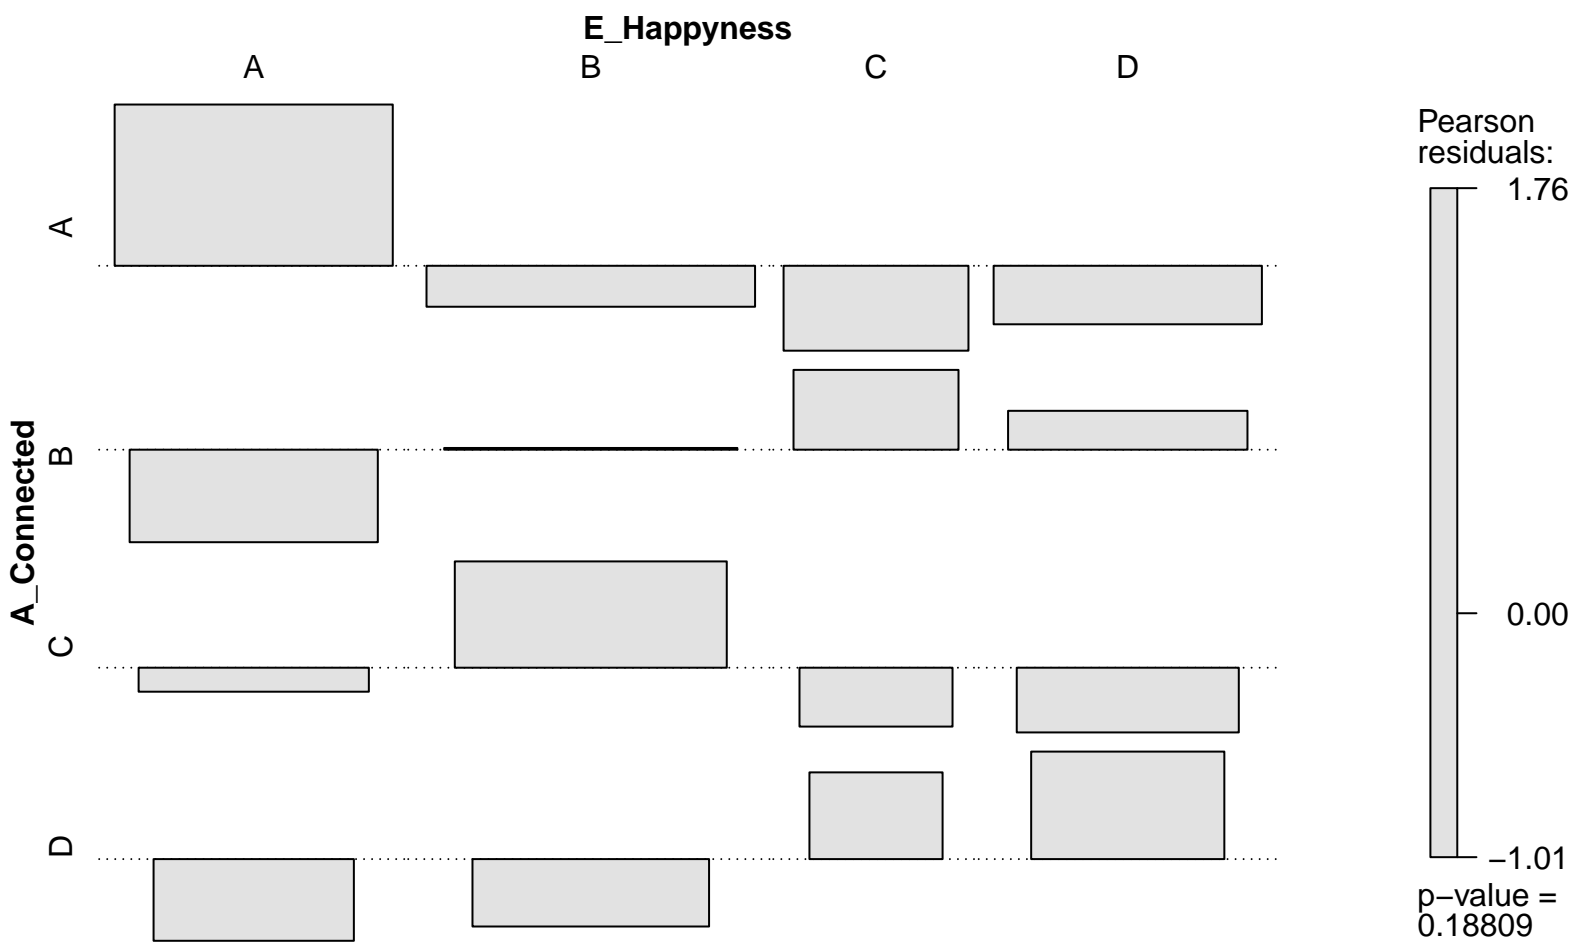 E_Happyness
A B C D
A_Connected
A
B
C
D
Pearson
residuals:
1.76
0.00
−1.01
p−value =
0.18809